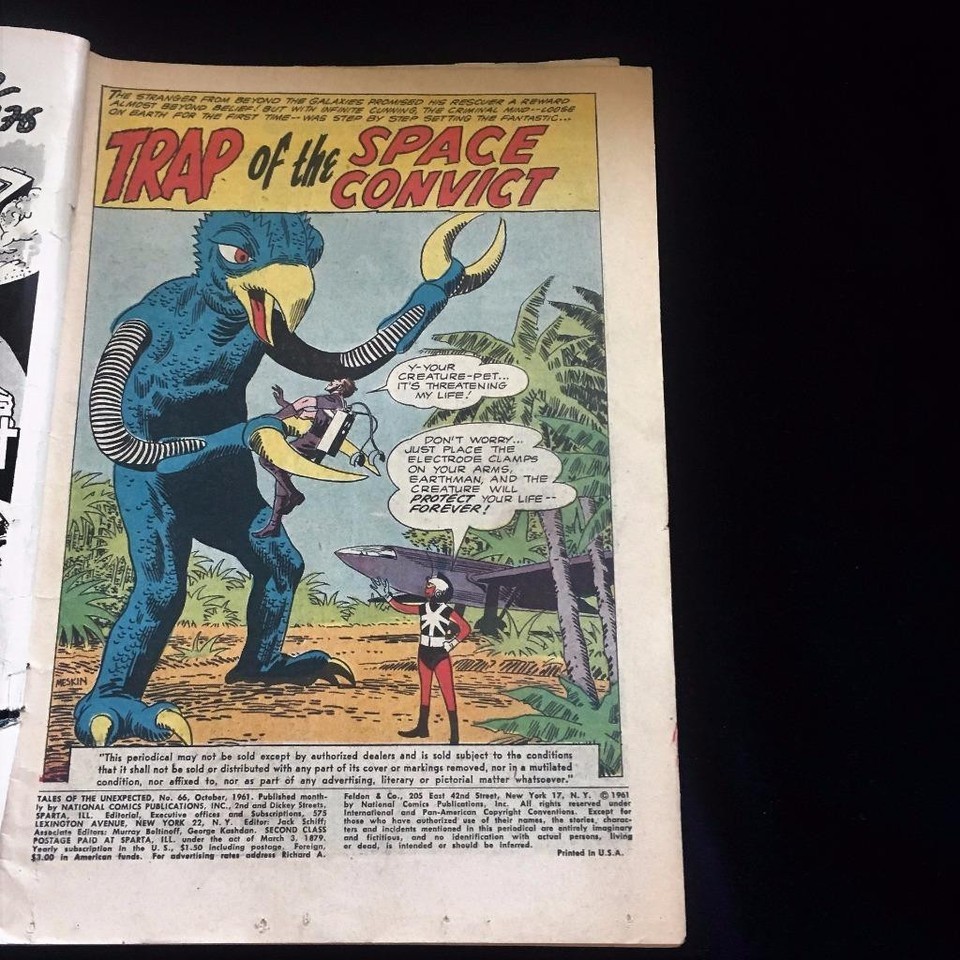 THE STRANGER FROM BEYOND THE GALAXIES PROMISED HIS RESCUER A REWARD
ALMOST BEYOND BELIEF! BUT WITH INFINITE CUNNING THE CRIMINAL MIND--LOOSE
ON EARTH FOR THE FIRST TIME--WAS STEP BY STEP SETTING THE FANTASTIC...
TRAP of the SPACE
CONVICT
Y-YOUR
CREATURE-PET...
IT'S THREATENING
MY LIFE!
DON'T WORRY...
JUST PLACE THE
ELECTRODE CLAMPS
ON YOUR ARMS,
EARTHMAN, AND THE
CREATURE WILL
PROTECT YOUR LIFE--
FOREVER!
MESKIN
"This periodical may not be sold except by authorized dealers and is sold subject to the conditions
that it shall not be sold or distributed with any part of its cover or markings removed, nor in a mutilated
condition, nor affixed to, nor as part of any advertising, literary or pictorial matter whatsoever."
TALES OF THE UNEXPECTED, No. 66, October, 1961. Published month-
ly by NATIONAL COMICS PUBLICATIONS, INC., 2nd and Dickey Streets,
SPARTA, ILL. Editorial, Executive offices and Subscriptions, 575
LEXINGTON AVENUE, NEW YORK 22, N. Y. Editor: Jack Schiff;
Associate Editors: Murray Boltinoff, George Kashdan. SECOND CLASS
POSTAGE PAID AT SPARTA, ILL. under the act of March 3, 1879.
Yearly subscription in the U. S., $1.50 including postage. Foreign,
$3.00 in American funds. For advertising rates address Richard A.
Feldon & Co., 205 East 42nd Street, New York 17, N. Y. © 1961
by National Comics Publications, Inc. All rights reserved under
International and Pan-American Copyright Conventions. Except for
those who have authorized use of their names, the stories, charac-
ters and incidents mentioned in this periodical are entirely imaginary
and fictitious, and no identification with actual persons, living
or dead, is intended or should be inferred.
Printed in U.S.A.